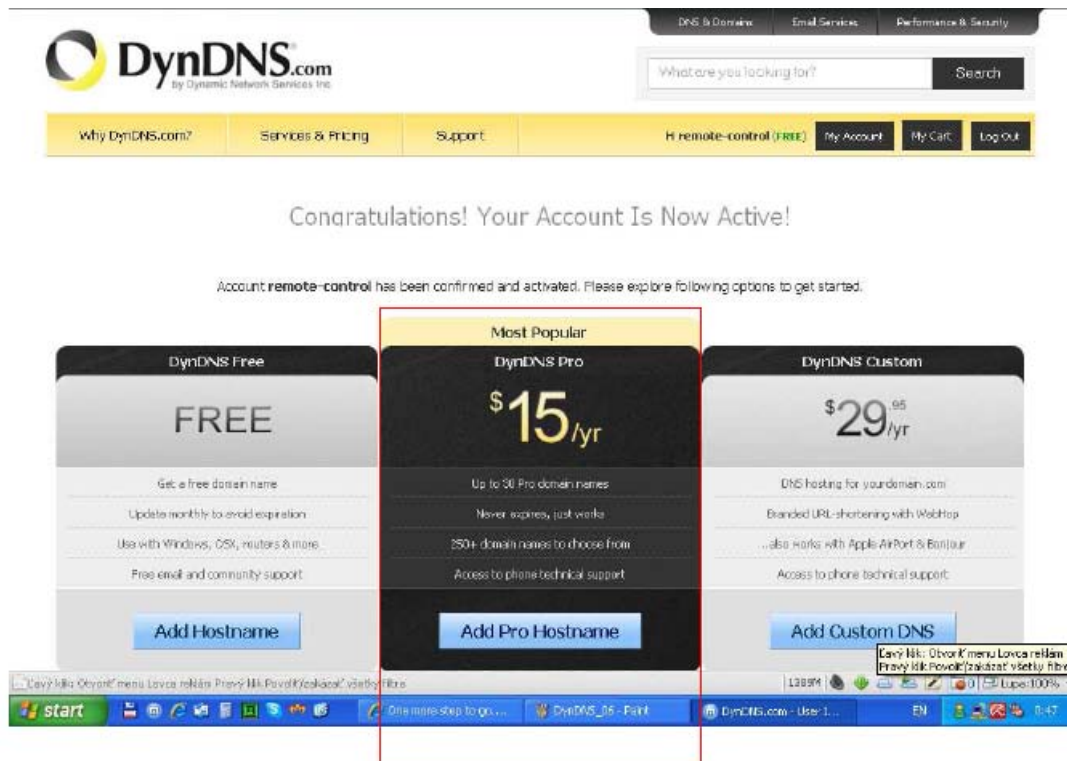 DNS & Domains Email Services Performance & Security
DynDNS.com
by Dynamic Network Services Inc.
What are you looking for? Search
Why DynDNS.com? Services & Pricing Support
Hi remote-control (FREE) My Account My Cart Log Out
Congratulations! Your Account Is Now Active!
Account remote-control has been confirmed and activated. Please explore following options to get started.
Most Popular
DynDNS Free
FREE
Get a free domain name
Update monthly to avoid expiration
Use with Windows, OSX, routers & more
Free email and community support
Add Hostname
DynDNS Pro
$15/yr
Up to 30 Pro domain names
Never expires, just works
250+ domain names to choose from
Access to phone technical support
Add Pro Hostname
DynDNS Custom
$29.95/yr
DNS hosting for yourdomain.com
Branded URL-shortening with WebHop
...also works with Apple AirPort & Bonjour
Access to phone technical support
Add Custom DNS
Ľavý klik: Otvoriť menu Lovca reklám
Pravý klik Povoliť/zakázať všetky filtre
Ľavý klik: Otvoriť menu Lovca reklám Pravý klik Povoliť/zakázať všetky filtre
1389M 0 Lupa: 100%
start One more step to go.... DynDNS_06 - Paint DynDNS.com - User I... EN 8:47